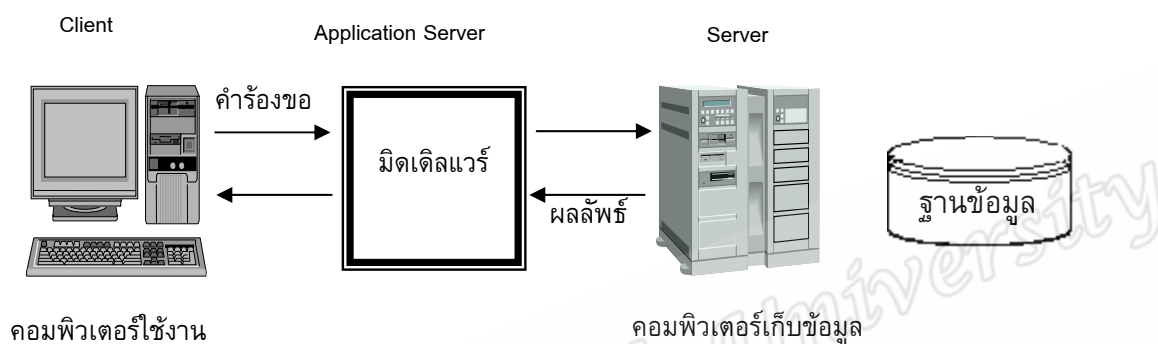 Client
Application Server
Server
คำร้องขอ
มิดเดิลแวร์
ผลลัพธ์
ฐานข้อมูล
คอมพิวเตอร์ใช้งาน
คอมพิวเตอร์เก็บข้อมูล
University